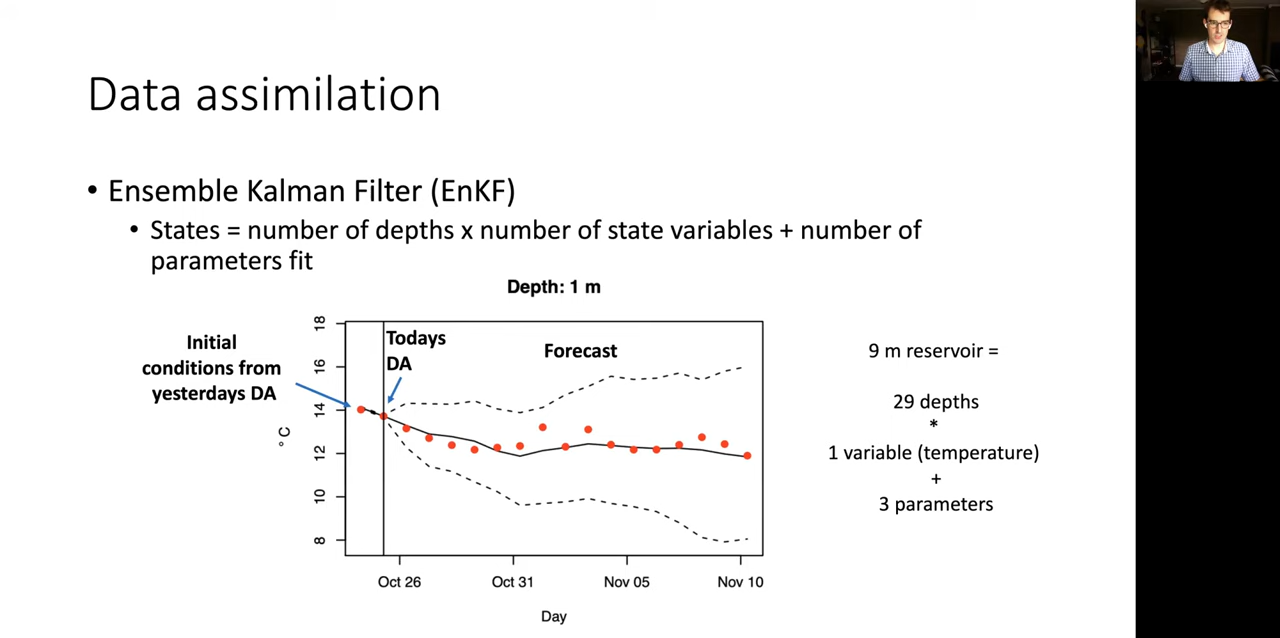 Data assimilation
• Ensemble Kalman Filter (EnKF)
• States = number of depths x number of state variables + number of
parameters fit
Depth: 1 m
Initial
conditions from
yesterdays DA
Todays
DA
Forecast
18
16
14
12
10
8
° C
Oct 26
Oct 31
Nov 05
Nov 10
Day
9 m reservoir =
29 depths
*
1 variable (temperature)
+
3 parameters